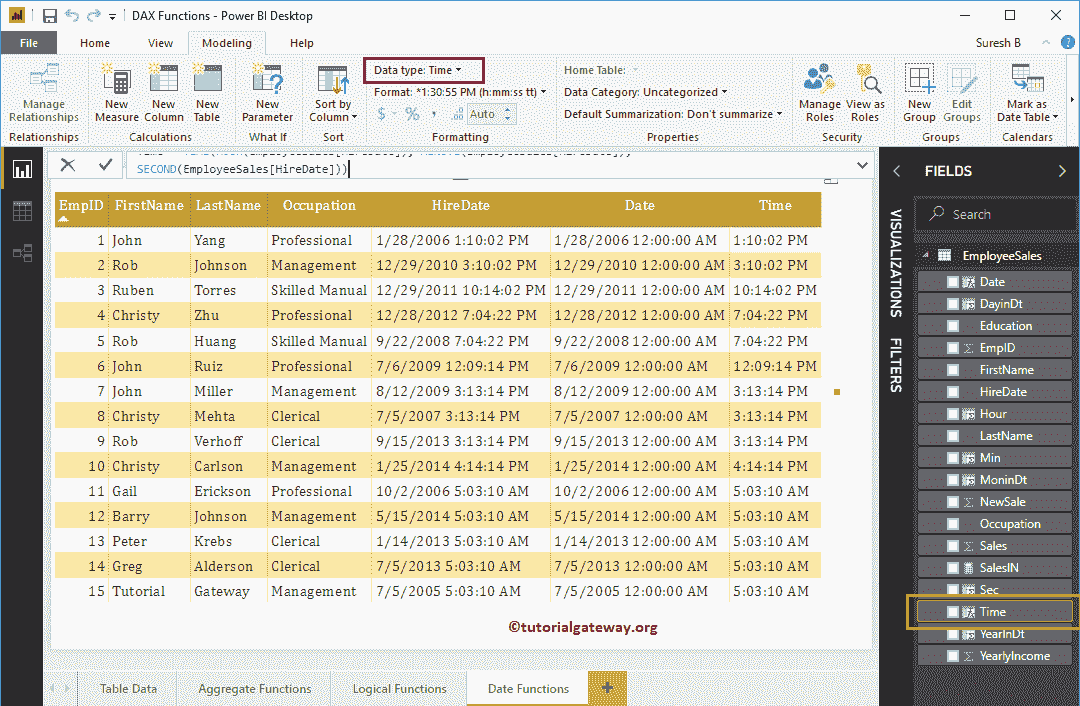 DAX Functions - Power BI Desktop
File Home View Modeling Help Suresh B
Manage Relationships
Relationships
New Measure
New Column
New Table
Calculations
New Parameter
What If
Sort by Column
Sort
Data type: Time
Format: *1:30:55 PM (h:mm:ss tt)
$ % , .00 Auto
Formatting
Home Table:
Data Category: Uncategorized
Default Summarization: Don't summarize
Properties
Manage Roles
View as Roles
Security
New Group
Edit Groups
Groups
Mark as Date Table
Calendars
SECOND(EmployeeSales[HireDate]))
EmpID FirstName LastName Occupation HireDate Date Time
1 John Yang Professional 1/28/2006 1:10:02 PM 1/28/2006 12:00:00 AM 1:10:02 PM
2 Rob Johnson Management 12/29/2010 3:10:02 PM 12/29/2010 12:00:00 AM 3:10:02 PM
3 Ruben Torres Skilled Manual 12/29/2011 10:14:02 PM 12/29/2011 12:00:00 AM 10:14:02 PM
4 Christy Zhu Professional 12/28/2012 7:04:22 PM 12/28/2012 12:00:00 AM 7:04:22 PM
5 Rob Huang Skilled Manual 9/22/2008 7:04:22 PM 9/22/2008 12:00:00 AM 7:04:22 PM
6 John Ruiz Professional 7/6/2009 12:09:14 PM 7/6/2009 12:00:00 AM 12:09:14 PM
7 John Miller Management 8/12/2009 3:13:14 PM 8/12/2009 12:00:00 AM 3:13:14 PM
8 Christy Mehta Clerical 7/5/2007 3:13:14 PM 7/5/2007 12:00:00 AM 3:13:14 PM
9 Rob Verhoff Clerical 9/15/2013 3:13:14 PM 9/15/2013 12:00:00 AM 3:13:14 PM
10 Christy Carlson Management 1/25/2014 4:14:14 PM 1/25/2014 12:00:00 AM 4:14:14 PM
11 Gail Erickson Professional 10/2/2006 5:03:10 AM 10/2/2006 12:00:00 AM 5:03:10 AM
12 Barry Johnson Management 5/15/2014 5:03:10 AM 5/15/2014 12:00:00 AM 5:03:10 AM
13 Peter Krebs Clerical 1/14/2013 5:03:10 AM 1/14/2013 12:00:00 AM 5:03:10 AM
14 Greg Alderson Clerical 7/5/2013 5:03:10 AM 7/5/2013 12:00:00 AM 5:03:10 AM
15 Tutorial Gateway Management 7/5/2005 5:03:10 AM 7/5/2005 12:00:00 AM 5:03:10 AM
©tutorialgateway.org
Table Data Aggregate Functions Logical Functions Date Functions
VISUALIZATIONS
FILTERS
FIELDS
Search
EmployeeSales
Date
DayinDt
Education
EmpID
FirstName
HireDate
Hour
LastName
Min
MoninDt
NewSale
Occupation
Sales
SalesIN
Sec
Time
YearInDt
YearlyIncome